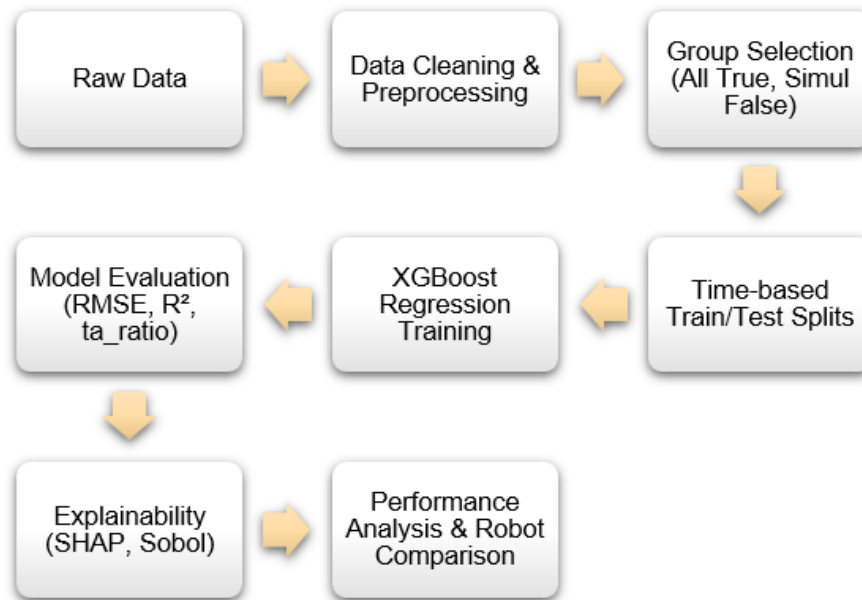 Raw Data
Data Cleaning &
Preprocessing
Group Selection
(All True, Simul
False)
Time-based
Train/Test Splits
XGBoost
Regression
Training
Model Evaluation
(RMSE, R²,
ta_ratio)
Explainability
(SHAP, Sobol)
Performance
Analysis & Robot
Comparison